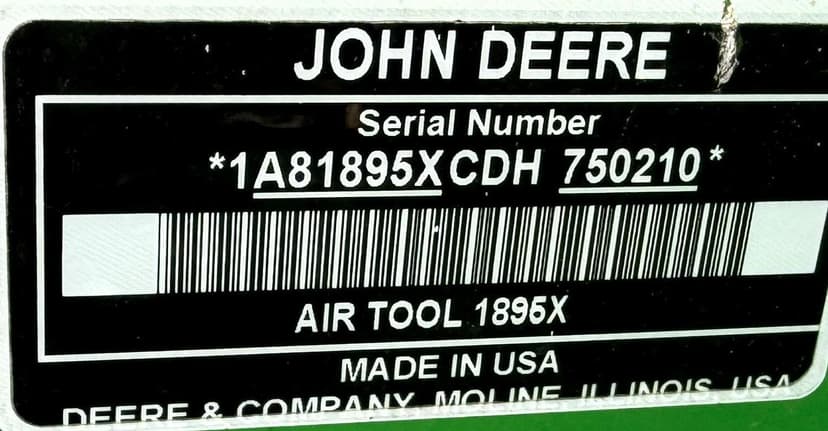 JOHN DEERE
Serial Number
*1A81895XCDH 750210*
AIR TOOL 1895X
MADE IN USA
DEERE & COMPANY, MOLINE, ILLINOIS, USA